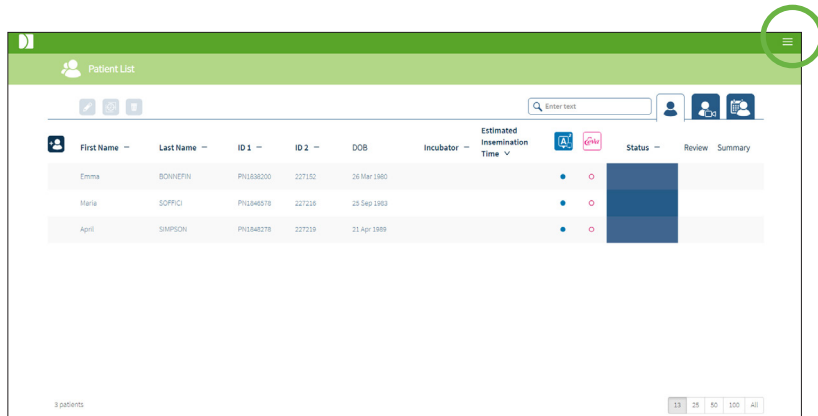 Patient List
Enter text
First Name Last Name ID 1 ID 2 DOB Incubator Estimated Insemination Time A Geri Status Review Summary
Emma BONNEFIN PN1838200 227152 26 Mar 1980
Maria SOFFICI PN1846578 227216 25 Sep 1983
April SIMPSON PN1848278 227219 21 Apr 1989
3 patients 13 25 50 100 All